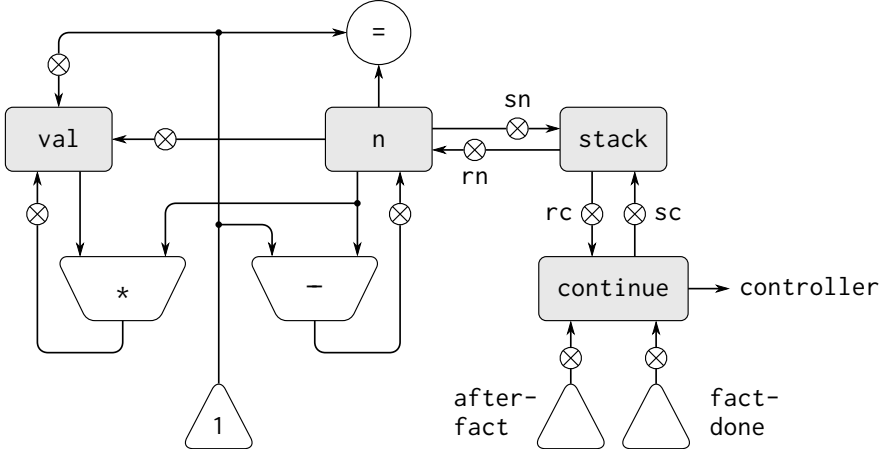 =
sn
val
n
stack
rn
rc
sc
*
−
continue
controller
after-
fact
fact-
done
1